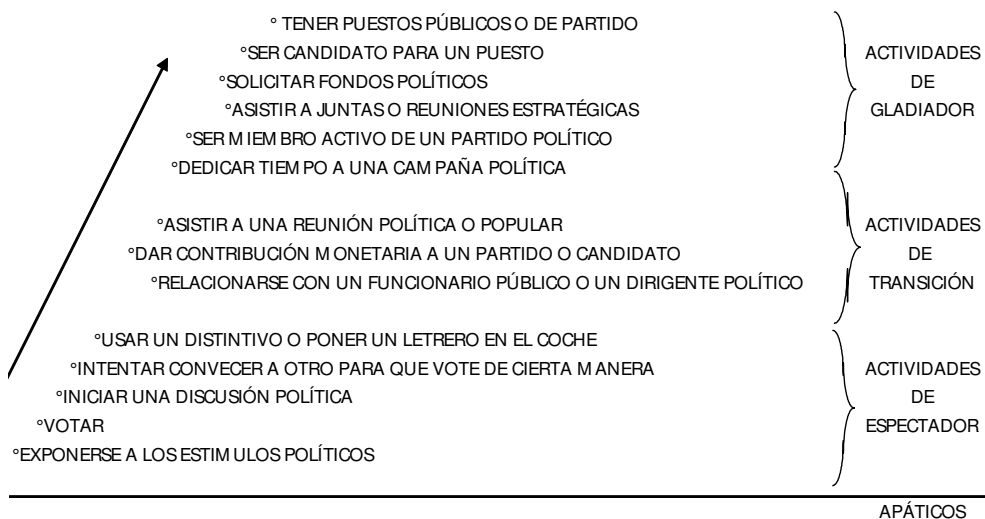 ° TENER PUESTOS PÚBLICOS O DE PARTIDO
°SER CANDIDATO PARA UN PUESTO
°SOLICITAR FONDOS POLÍTICOS
°ASISTIR A JUNTAS O REUNIONES ESTRATÉGICAS
°SER MIEMBRO ACTIVO DE UN PARTIDO POLÍTICO
°DEDICAR TIEMPO A UNA CAMPAÑA POLÍTICA
ACTIVIDADES
DE
GLADIADOR
°ASISTIR A UNA REUNIÓN POLÍTICA O POPULAR
°DAR CONTRIBUCIÓN MONETARIA A UN PARTIDO O CANDIDATO
°RELACIONARSE CON UN FUNCIONARIO PÚBLICO O UN DIRIGENTE POLÍTICO
ACTIVIDADES
DE
TRANSICIÓN
°USAR UN DISTINTIVO O PONER UN LETRERO EN EL COCHE
°INTENTAR CONVECER A OTRO PARA QUE VOTE DE CIERTA MANERA
°INICIAR UNA DISCUSIÓN POLÍTICA
°VOTAR
°EXPONERSE A LOS ESTIMULOS POLÍTICOS
ACTIVIDADES
DE
ESPECTADOR
APÁTICOS